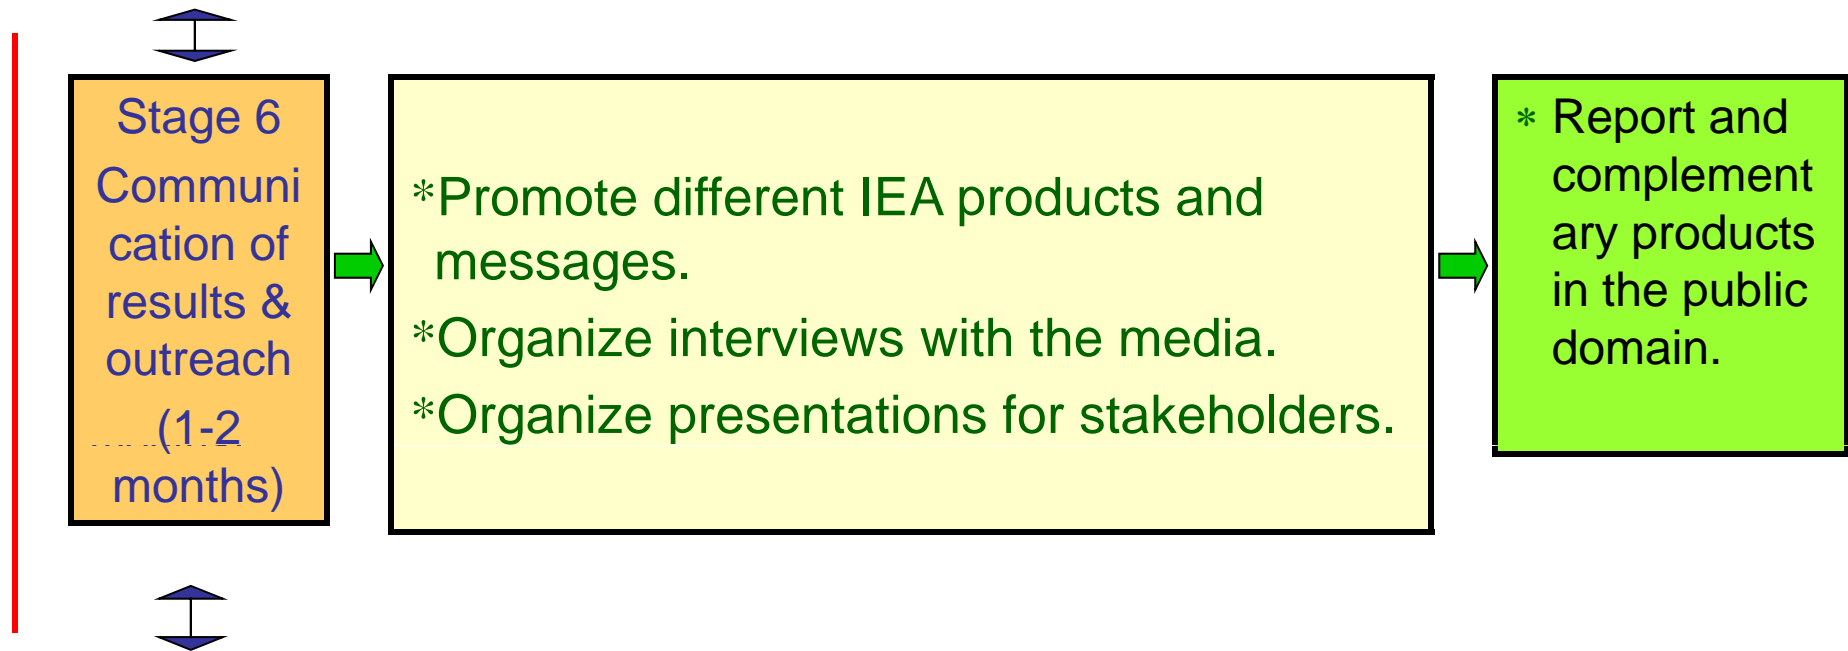 Stage 6
Communi
cation of
results &
outreach
(1-2
months)
*Promote different IEA products and
messages.
*Organize interviews with the media.
*Organize presentations for stakeholders.
* Report and
complement
ary products
in the public
domain.